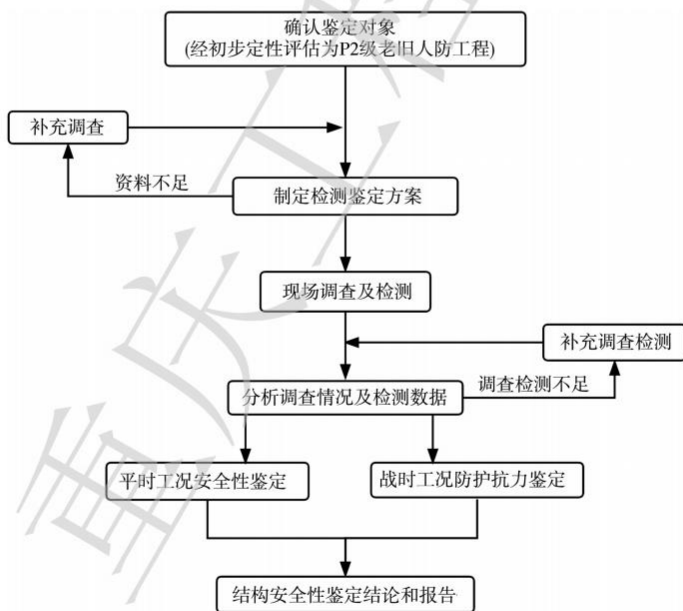 确认鉴定对象
(经初步定性评估为P2级老旧人防工程)
补充调查
资料不足
制定检测鉴定方案
现场调查及检测
补充调查检测
分析调查情况及检测数据
调查检测不足
平时工况安全性鉴定
战时工况防护抗力鉴定
结构安全性鉴定结论和报告
重庆工程